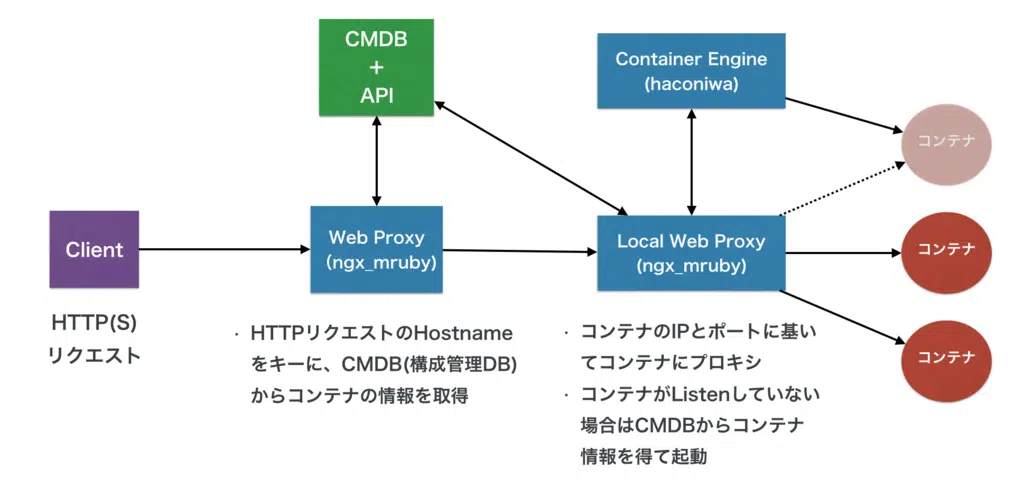 CMDB
+
API
Container Engine
(haconiwa)
コンテナ
Client
Web Proxy
(ngx_mruby)
Local Web Proxy
(ngx_mruby)
コンテナ
コンテナ
HTTP(S)
リクエスト
・ HTTPリクエストのHostname
をキーに、CMDB(構成管理DB)
からコンテナの情報を取得
・ コンテナのIPとポートに基い
てコンテナにプロキシ
・ コンテナがListenしていない
場合はCMDBからコンテナ
情報を得て起動